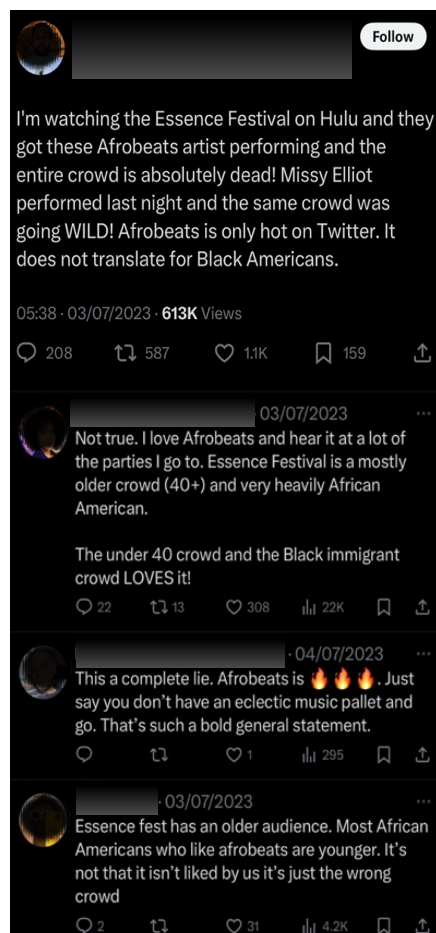 Follow
I'm watching the Essence Festival on Hulu and they
got these Afrobeats artist performing and the
entire crowd is absolutely dead! Missy Elliot
performed last night and the same crowd was
going WILD! Afrobeats is only hot on Twitter. It
does not translate for Black Americans.
05:38 · 03/07/2023 · 613K Views
208 587 1.1K 159
· 03/07/2023 ...
Not true. I love Afrobeats and hear it at a lot of
the parties I go to. Essence Festival is a mostly
older crowd (40+) and very heavily African
American.
The under 40 crowd and the Black immigrant
crowd LOVES it!
22 13 308 22K
· 04/07/2023 ...
This a complete lie. Afrobeats is 🔥🔥🔥. Just
say you don't have an eclectic music pallet and
go. That's such a bold general statement.
1 295
· 03/07/2023 ...
Essence fest has an older audience. Most African
Americans who like afrobeats are younger. It's
not that it isn't liked by us it's just the wrong
crowd
2 31 4.2K